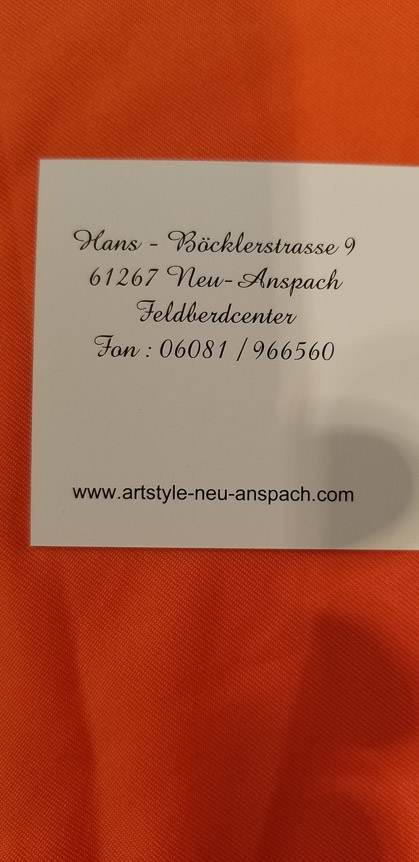 Hans - Böcklerstrasse 9
61267 Neu-Anspach
Feldberdcenter
Fon : 06081 / 966560
www.artstyle-neu-anspach.com